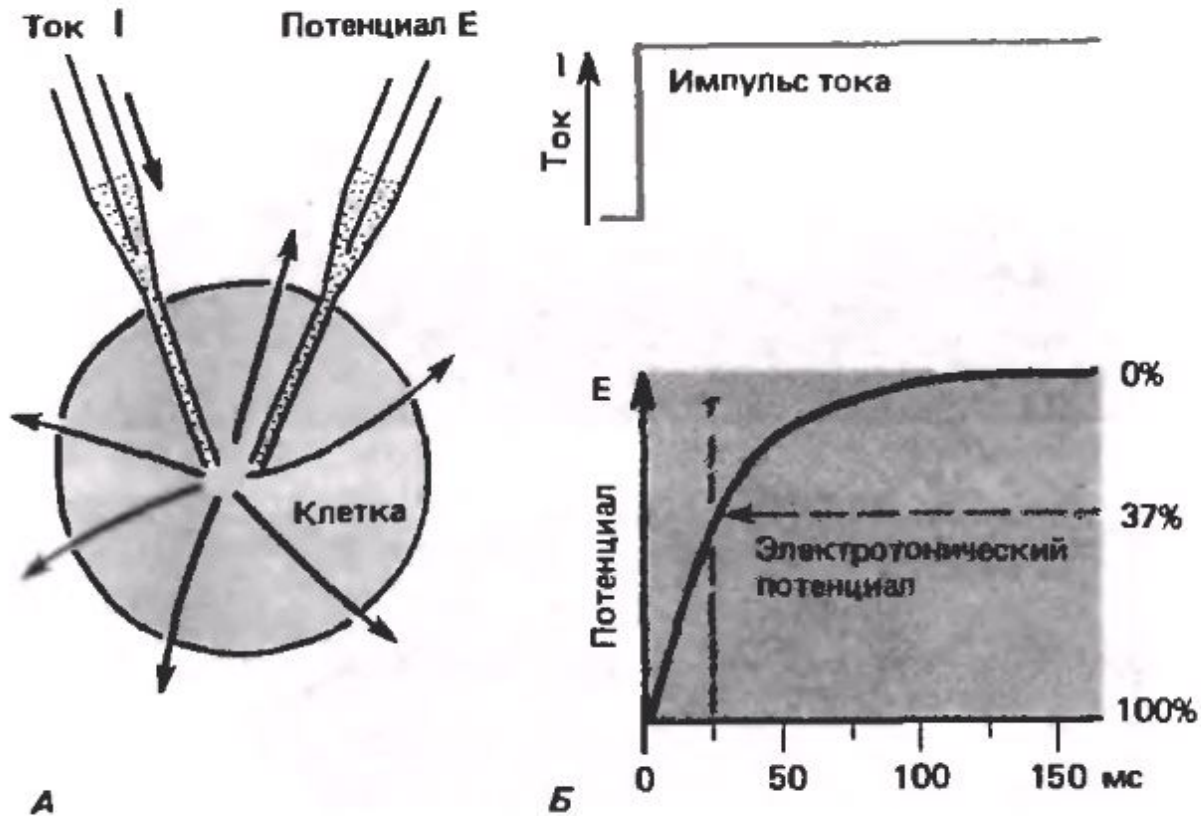 Ток I
Потенциал E
I
Ток
Импульс тока
Клетка
E
Потенциал
τ
Электротонический
потенциал
0%
37%
100%
0 50 100 150 мс
А
Б